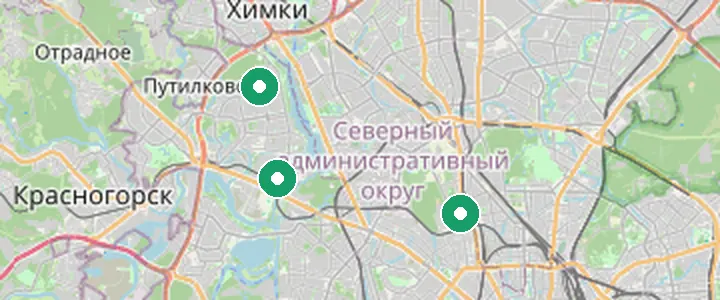 Химки
Отрадное
Путилково
Северный
административный
округ
Красногорск